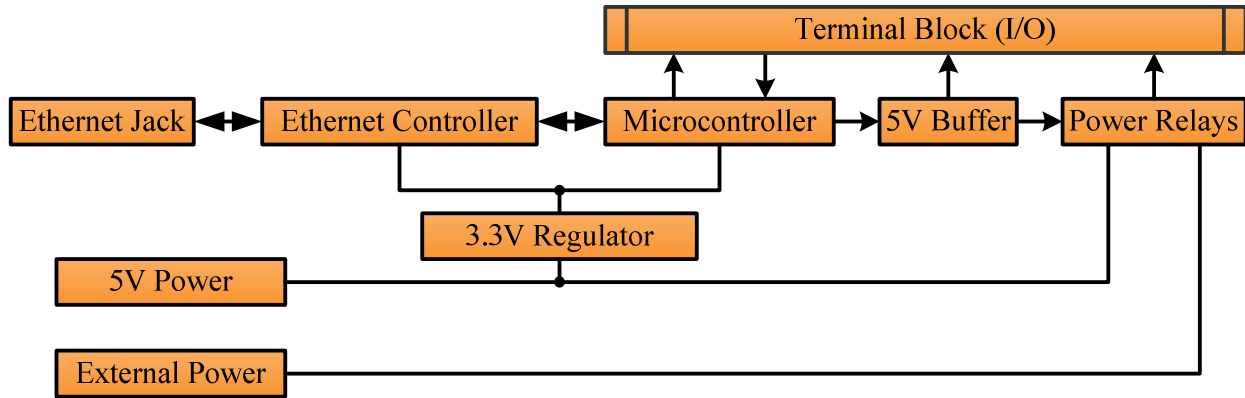 Terminal Block (I/O)
Ethernet Jack
Ethernet Controller
Microcontroller
5V Buffer
Power Relays
3.3V Regulator
5V Power
External Power